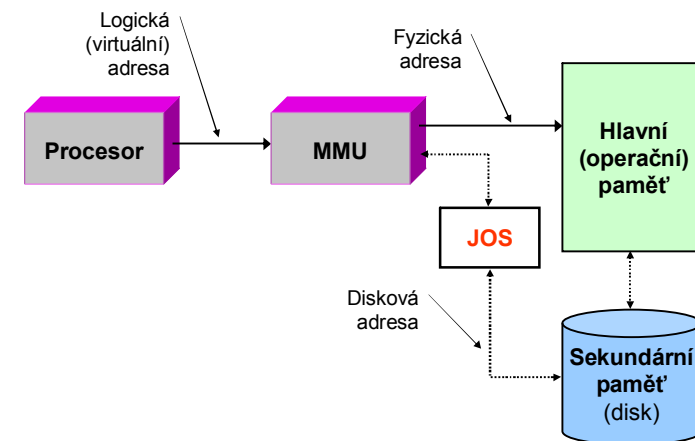 Logická
(virtuální)
adresa
Fyzická
adresa
Procesor
MMU
Hlavní
(operační)
paměť
JOS
Disková
adresa
Sekundární
paměť
(disk)